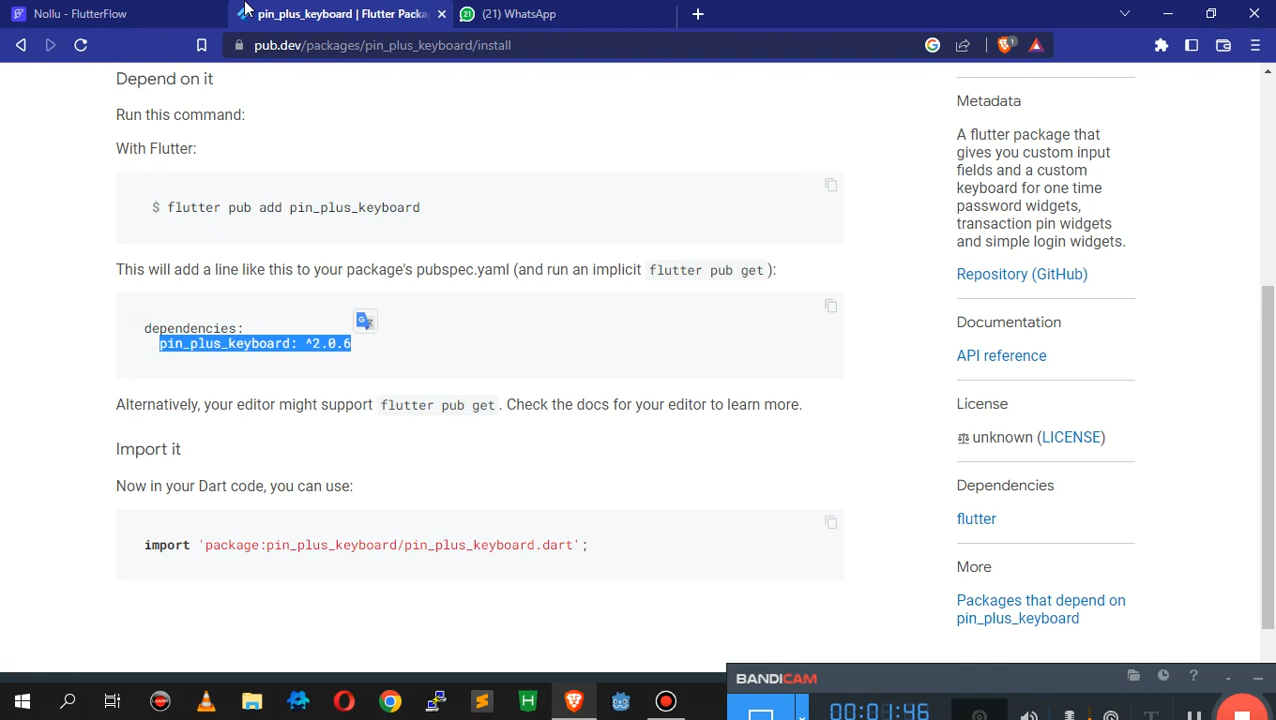 Nollu - FlutterFlow
pin_plus_keyboard | Flutter Packa
(21) WhatsApp
pub.dev/packages/pin_plus_keyboard/install
1
Depend on it
Run this command:
With Flutter:
$ flutter pub add pin_plus_keyboard
This will add a line like this to your package's pubspec.yaml (and run an implicit flutter pub get):
dependencies:
pin_plus_keyboard: ^2.0.6
Alternatively, your editor might support flutter pub get. Check the docs for your editor to learn more.
Import it
Now in your Dart code, you can use:
import 'package:pin_plus_keyboard/pin_plus_keyboard.dart';
Metadata
A flutter package that
gives you custom input
fields and a custom
keyboard for one time
password widgets,
transaction pin widgets
and simple login widgets.
Repository (GitHub)
Documentation
API reference
License
unknown (LICENSE)
Dependencies
flutter
More
Packages that depend on
pin_plus_keyboard
BANDICAM
00:01:46